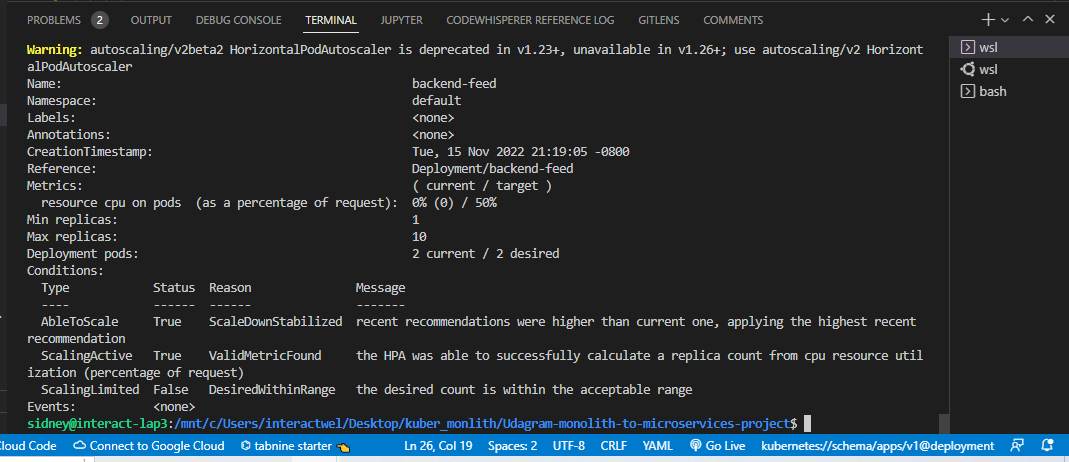 PROBLEMS 2 OUTPUT DEBUG CONSOLE TERMINAL JUPYTER CODEWHISPERER REFERENCE LOG GITLENS COMMENTS
wsl
wsl
bash
Warning: autoscaling/v2beta2 HorizontalPodAutoscaler is deprecated in v1.23+, unavailable in v1.26+; use autoscaling/v2 Horizont
alPodAutoscaler
Name: backend-feed
Namespace: default
Labels: <none>
Annotations: <none>
CreationTimestamp: Tue, 15 Nov 2022 21:19:05 -0800
Reference: Deployment/backend-feed
Metrics: ( current / target )
resource cpu on pods (as a percentage of request): 0% (0) / 50%
Min replicas: 1
Max replicas: 10
Deployment pods: 2 current / 2 desired
Conditions:
Type Status Reason Message
---- ------ ------ -------
AbleToScale True ScaleDownStabilized recent recommendations were higher than current one, applying the highest recent
recommendation
ScalingActive True ValidMetricFound the HPA was able to successfully calculate a replica count from cpu resource util
ization (percentage of request)
ScalingLimited False DesiredWithinRange the desired count is within the acceptable range
Events: <none>
sidney@interact-lap3:/mnt/c/Users/interactwel/Desktop/kuber_monlith/Udagram-monolith-to-microservices-project$
Cloud Code Connect to Google Cloud tabnine starter Ln 26, Col 19 Spaces: 2 UTF-8 CRLF YAML Go Live kubernetes://schema/apps/v1@deployment